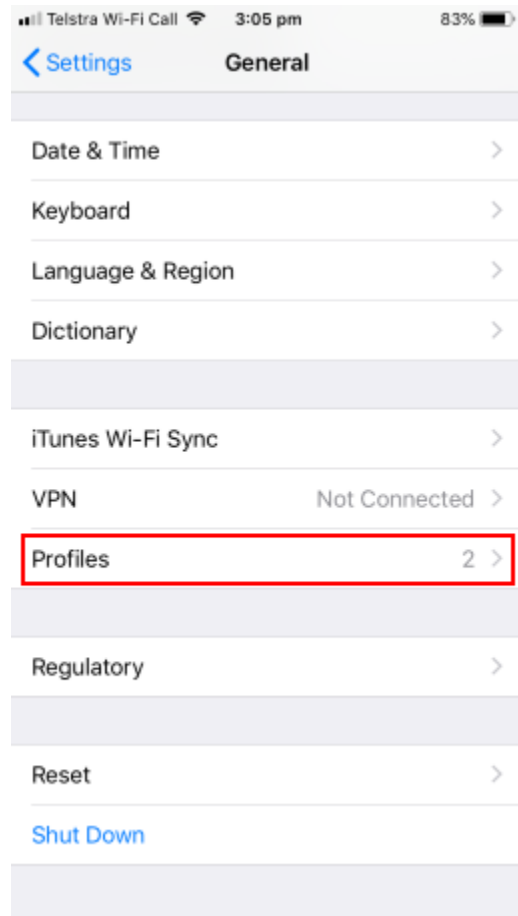 Telstra Wi-Fi Call 3:05 pm 83%
Settings General
Date & Time
Keyboard
Language & Region
Dictionary
iTunes Wi-Fi Sync
VPN Not Connected
Profiles 2
Regulatory
Reset
Shut Down